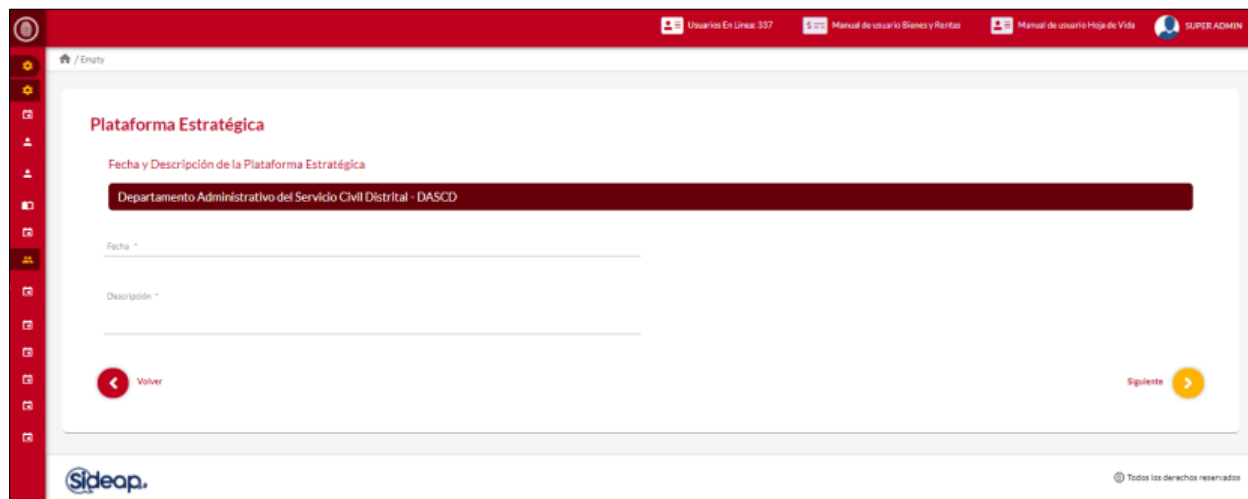 Usuarios En Linea: 337 Manual de usuario Bienes y Rentas Manual de usuario Hoja de Vida SUPER ADMIN
/ Empty
Plataforma Estratégica
Fecha y Descripción de la Plataforma Estratégica
Departamento Administrativo del Servicio Civil Distrital - DASCD
Fecha *
Descripción *
Volver Siguiente
Sideap. Todos los derechos reservados